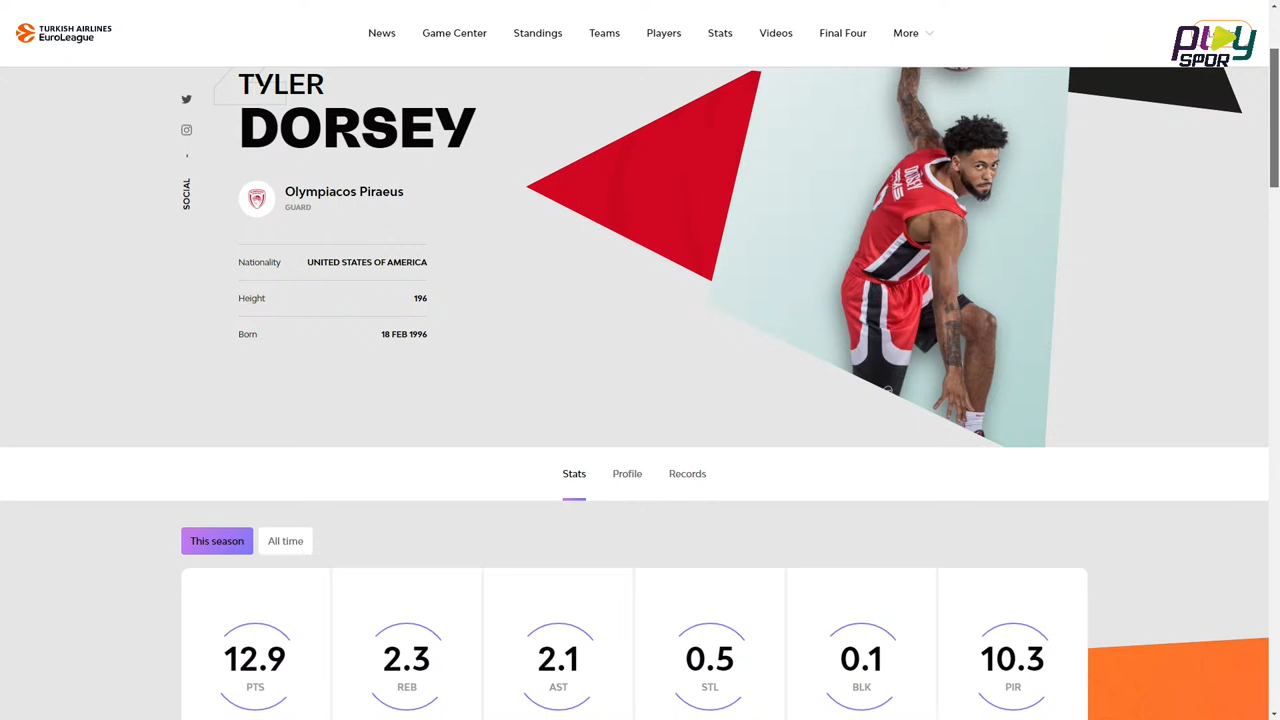 TURKISH AIRLINES
EuroLeague
News
Game Center
Standings
Teams
Players
Stats
Videos
Final Four
More
play
SPOR
TYLER
DORSEY
SOCIAL
Olympiacos Piraeus
GUARD
Nationality UNITED STATES OF AMERICA
Height 196
Born 18 FEB 1996
DORSEY
Stats
Profile
Records
This season
All time
12.9
PTS
2.3
REB
2.1
AST
0.5
STL
0.1
BLK
10.3
PIR